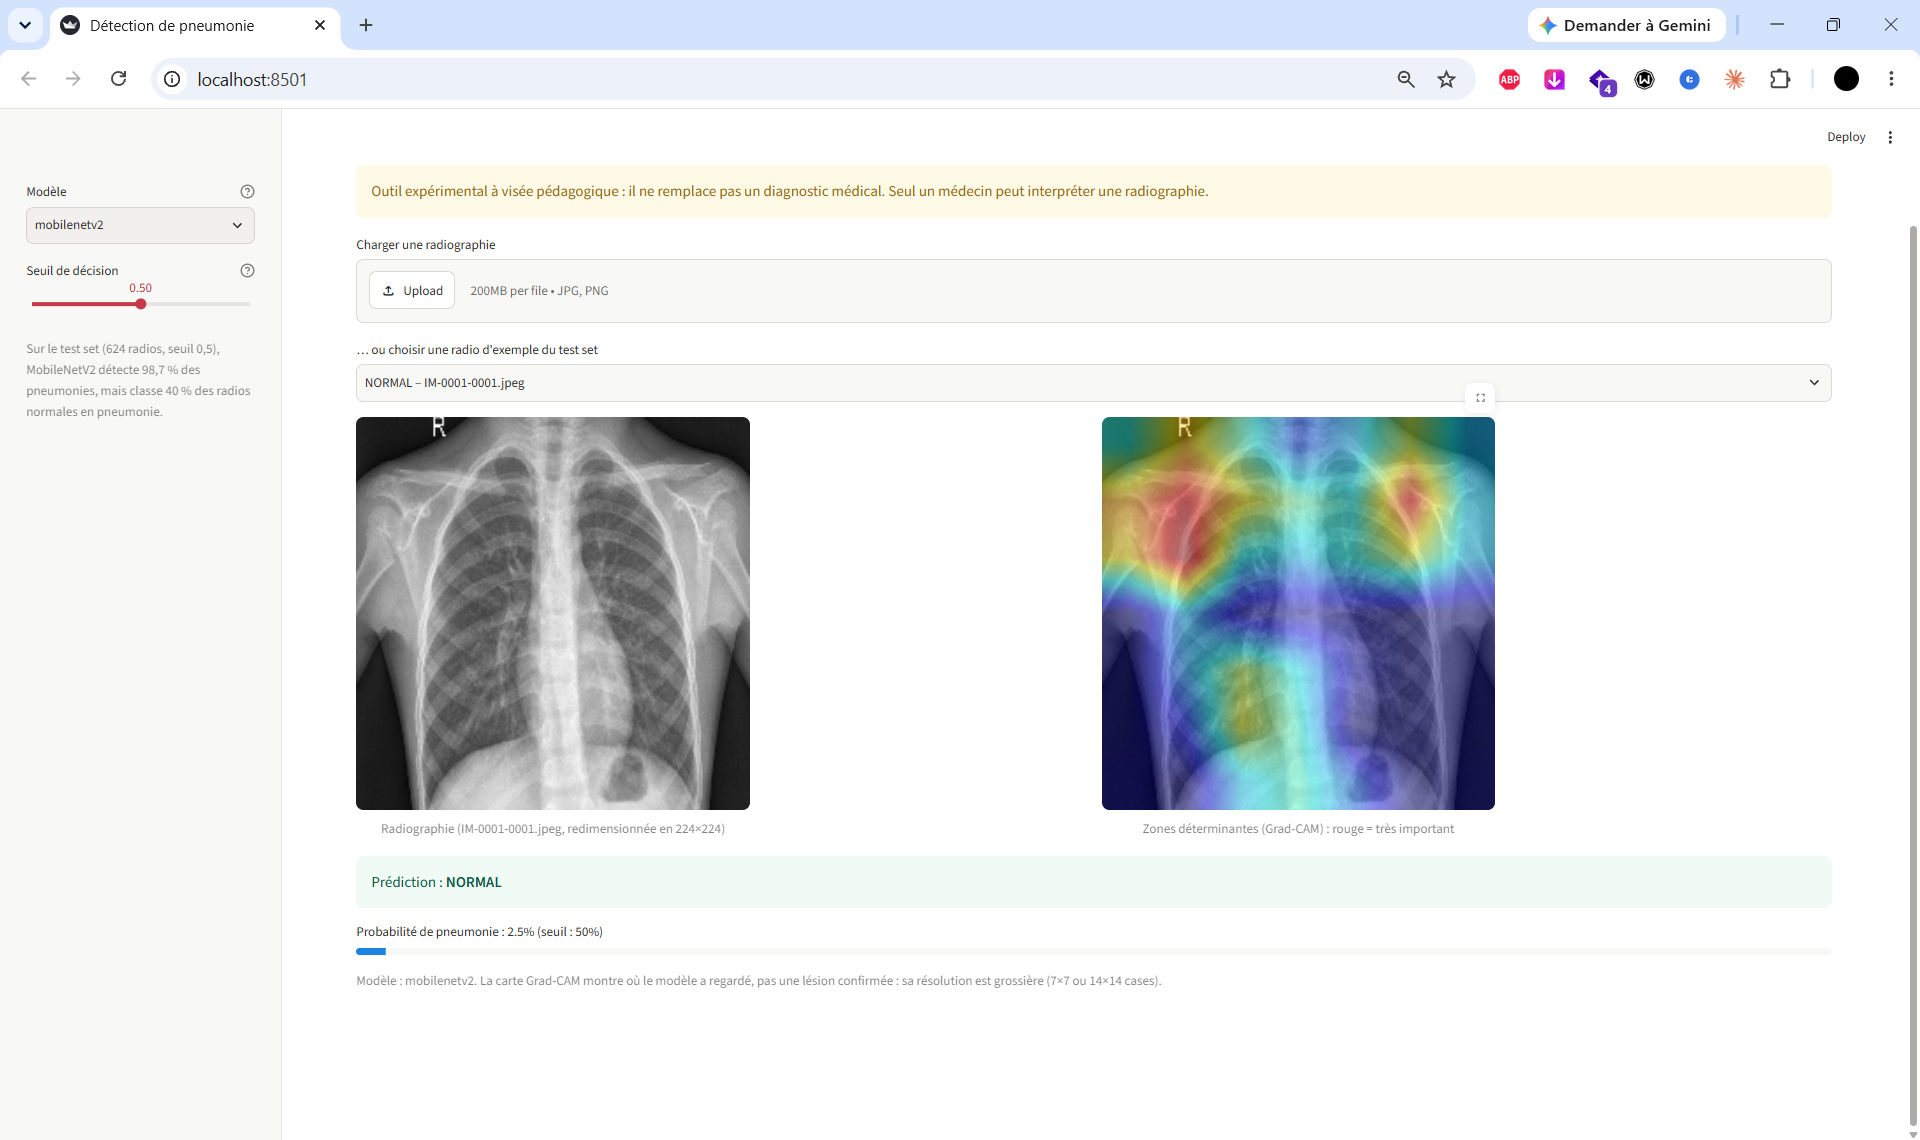 Détection de pneumonie
Demander à Gemini
localhost:8501
ABP
4
Deploy
Modèle
mobilenetv2
Seuil de décision
0.50
Sur le test set (624 radios, seuil 0,5),
MobileNetV2 détecte 98,7 % des
pneumonies, mais classe 40 % des radios
normales en pneumonie.
Outil expérimental à visée pédagogique : il ne remplace pas un diagnostic médical. Seul un médecin peut interpréter une radiographie.
Charger une radiographie
Upload
200MB per file • JPG, PNG
… ou choisir une radio d'exemple du test set
NORMAL – IM-0001-0001.jpeg
R
R
Radiographie (IM-0001-0001.jpeg, redimensionnée en 224×224)
Zones déterminantes (Grad-CAM) : rouge = très important
Prédiction : NORMAL
Probabilité de pneumonie : 2.5% (seuil : 50%)
Modèle : mobilenetv2. La carte Grad-CAM montre où le modèle a regardé, pas une lésion confirmée : sa résolution est grossière (7×7 ou 14×14 cases).